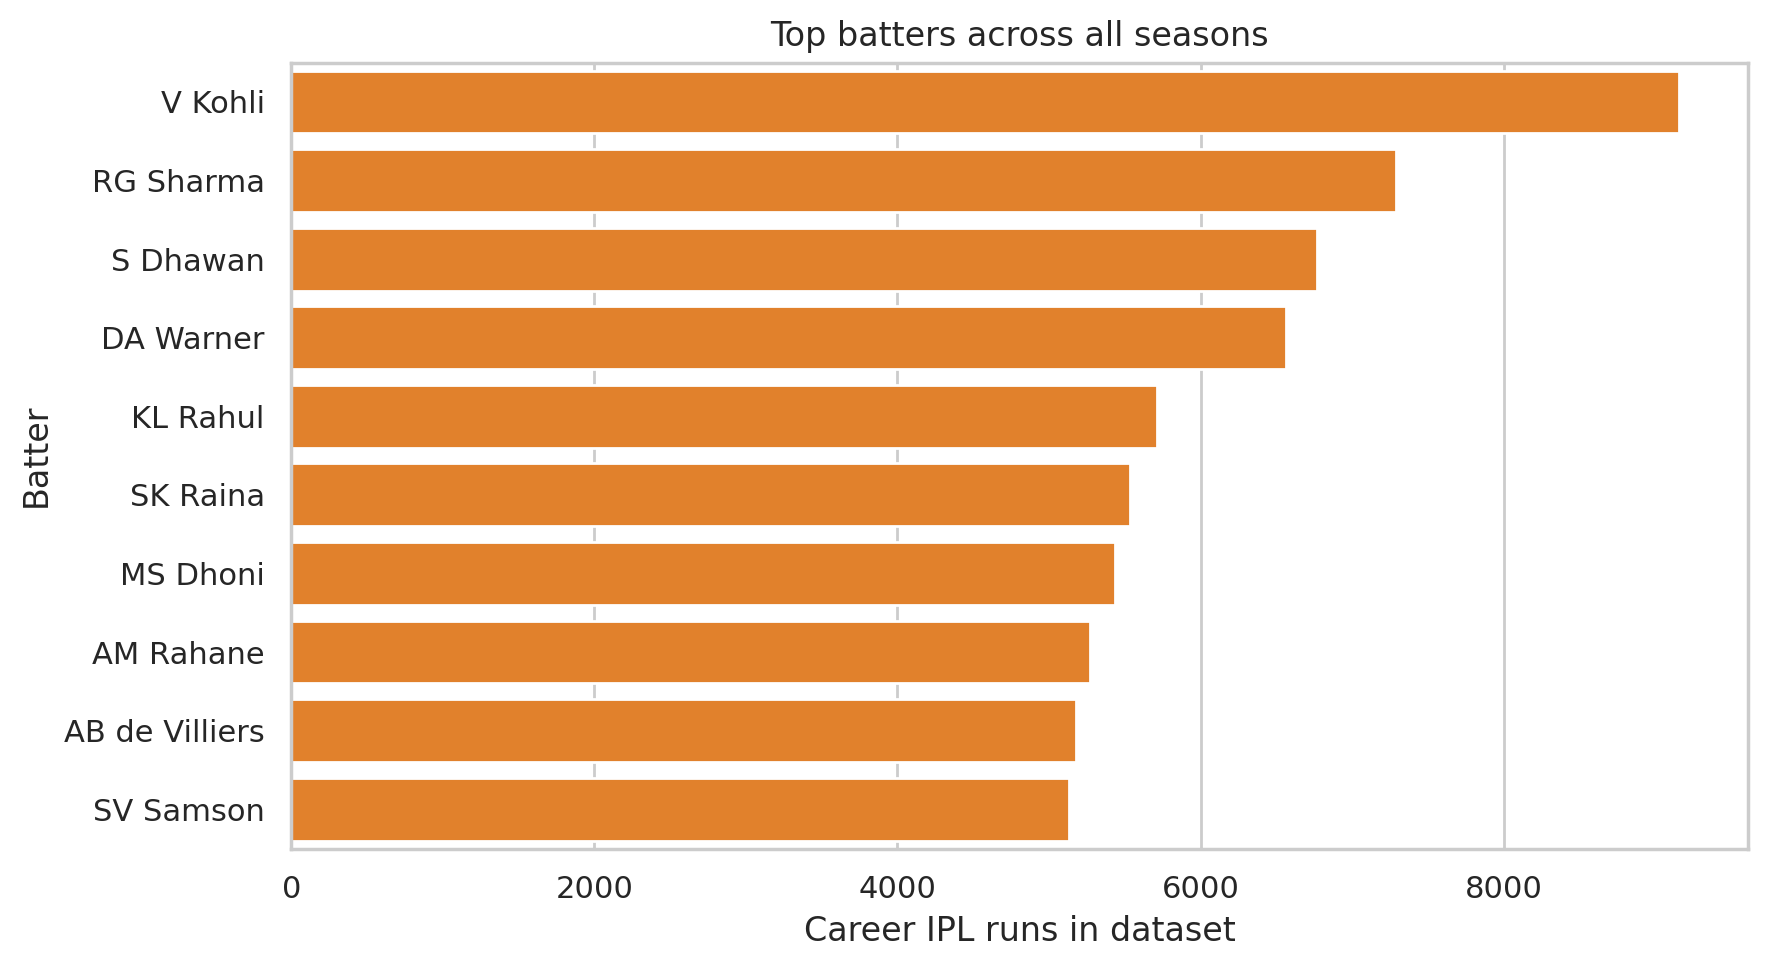 Top batters across all seasons
V Kohli
RG Sharma
S Dhawan
DA Warner
KL Rahul
SK Raina
MS Dhoni
AM Rahane
AB de Villiers
SV Samson
Batter
0 2000 4000 6000 8000
Career IPL runs in dataset